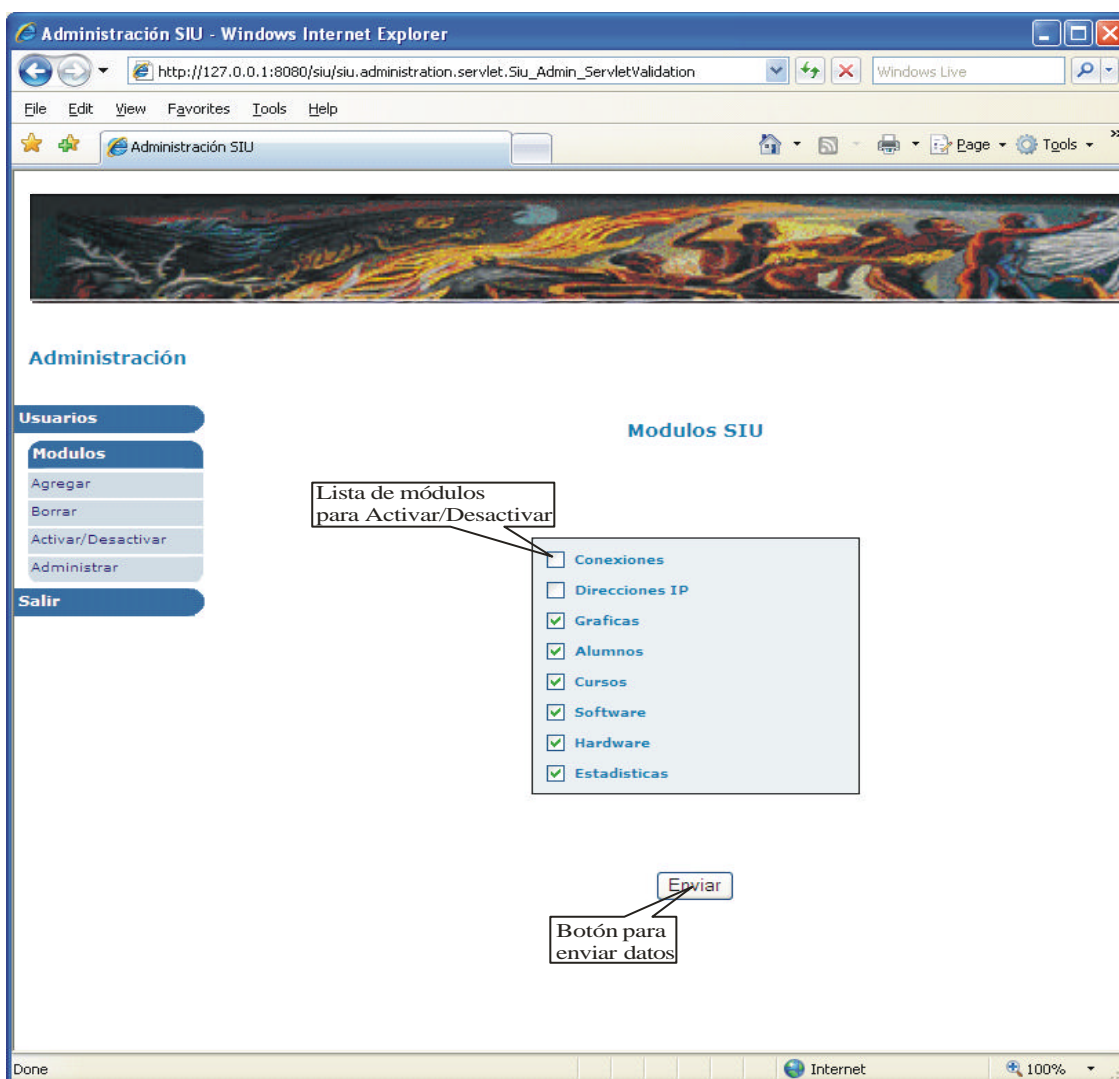 Administración SIU - Windows Internet Explorer
http://127.0.0.1:8080/siu/siu.administration.servlet.Siu_Admin_ServletValidation
Windows Live
File Edit View Favorites Tools Help
Administración SIU
Page Tools »
Administración
Usuarios
Modulos
Agregar
Borrar
Activar/Desactivar
Administrar
Salir
Modulos SIU
Lista de módulos
para Activar/Desactivar
Conexiones
Direcciones IP
Graficas
Alumnos
Cursos
Software
Hardware
Estadisticas
Enviar
Botón para
enviar datos
Done Internet 100%